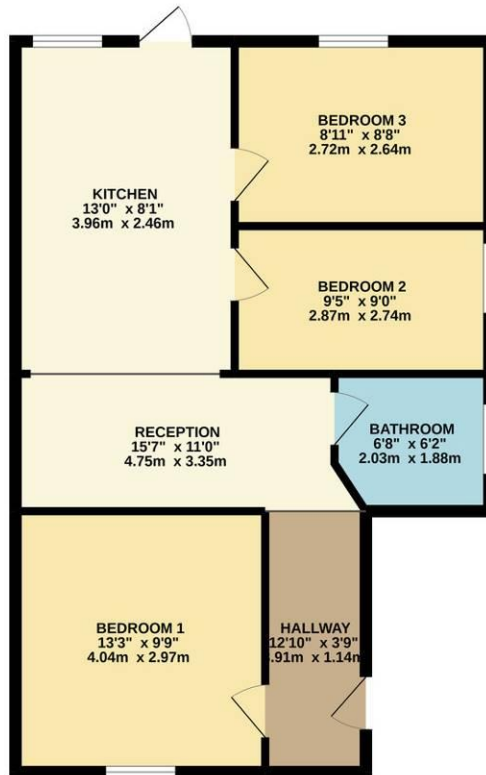 BEDROOM 3
8'11" x 8'8"
2.72m x 2.64m
KITCHEN
13'0" x 8'1"
3.96m x 2.46m
BEDROOM 2
9'5" x 9'0"
2.87m x 2.74m
RECEPTION
15'7" x 11'0"
4.75m x 3.35m
BATHROOM
6'8" x 6'2"
2.03m x 1.88m
BEDROOM 1
13'3" x 9'9"
4.04m x 2.97m
HALLWAY
12'10" x 3'9"
.91m x 1.14m